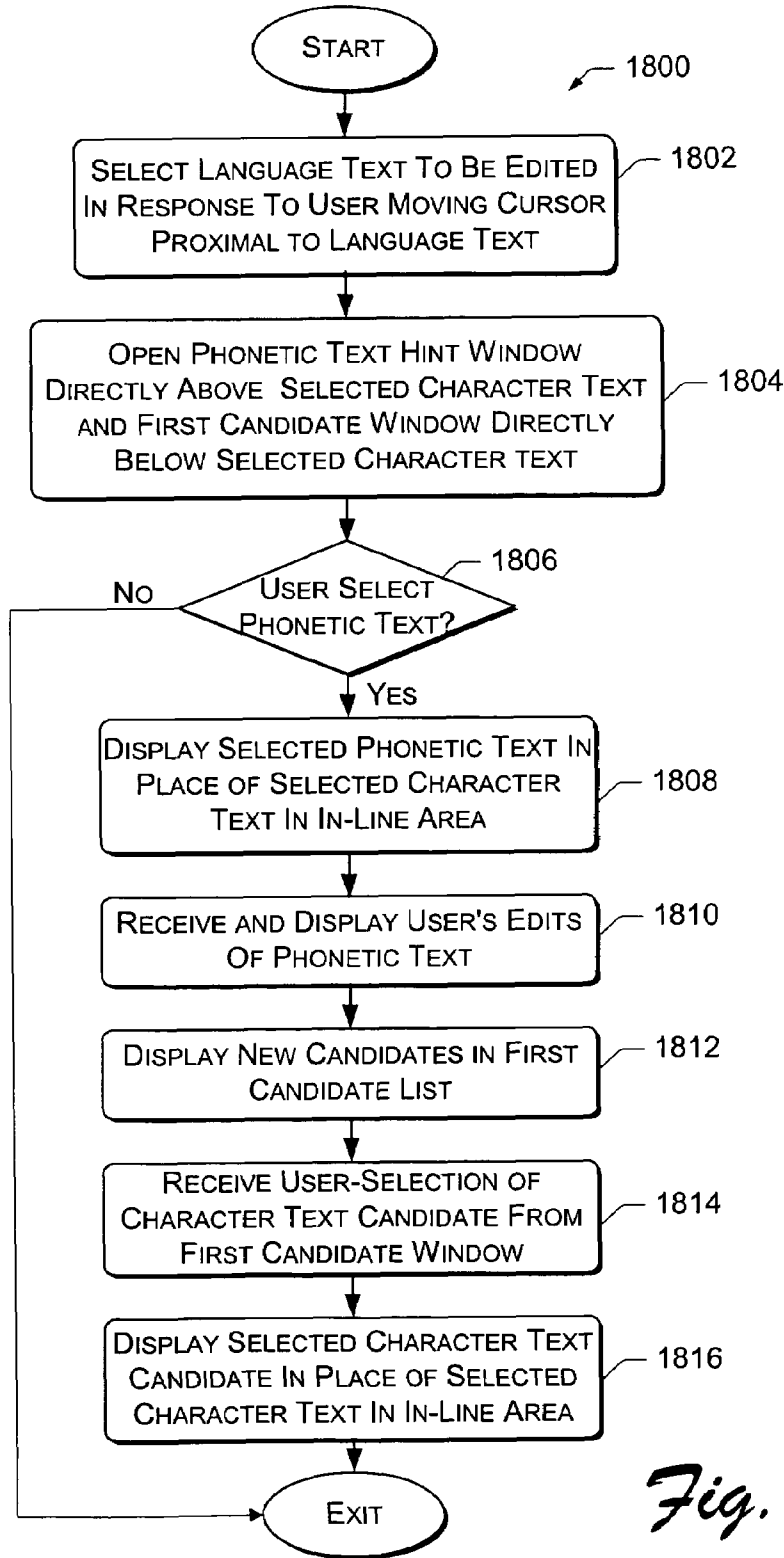 START
1800
SELECT LANGUAGE TEXT TO BE EDITED
IN RESPONSE TO USER MOVING CURSOR
PROXIMAL TO LANGUAGE TEXT
1802
OPEN PHONETIC TEXT HINT WINDOW
DIRECTLY ABOVE SELECTED CHARACTER TEXT
AND FIRST CANDIDATE WINDOW DIRECTLY
BELOW SELECTED CHARACTER TEXT
1804
USER SELECT
PHONETIC TEXT?
1806
NO
YES
DISPLAY SELECTED PHONETIC TEXT IN
PLACE OF SELECTED CHARACTER
TEXT IN IN-LINE AREA
1808
RECEIVE AND DISPLAY USER'S EDITS
OF PHONETIC TEXT
1810
DISPLAY NEW CANDIDATES IN FIRST
CANDIDATE LIST
1812
RECEIVE USER-SELECTION OF
CHARACTER TEXT CANDIDATE FROM
FIRST CANDIDATE WINDOW
1814
DISPLAY SELECTED CHARACTER TEXT
CANDIDATE IN PLACE OF SELECTED
CHARACTER TEXT IN IN-LINE AREA
1816
EXIT
Fig.